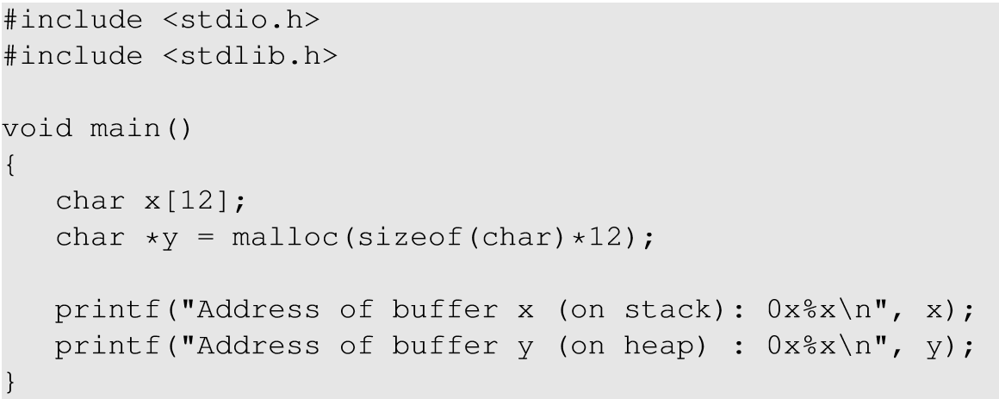 #include <stdio.h>
#include <stdlib.h>

void main()
{
   char x[12];
   char *y = malloc(sizeof(char)*12);

   printf("Address of buffer x (on stack): 0x%x\n", x);
   printf("Address of buffer y (on heap) : 0x%x\n", y);
}